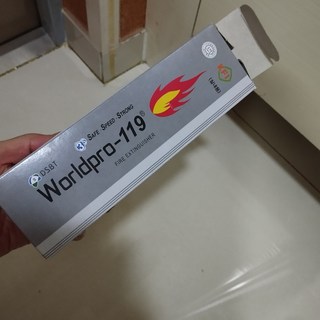 DSBT
SAFE SPEED STRONG
Worldpro-119®
FIRE EXTINGUISHER